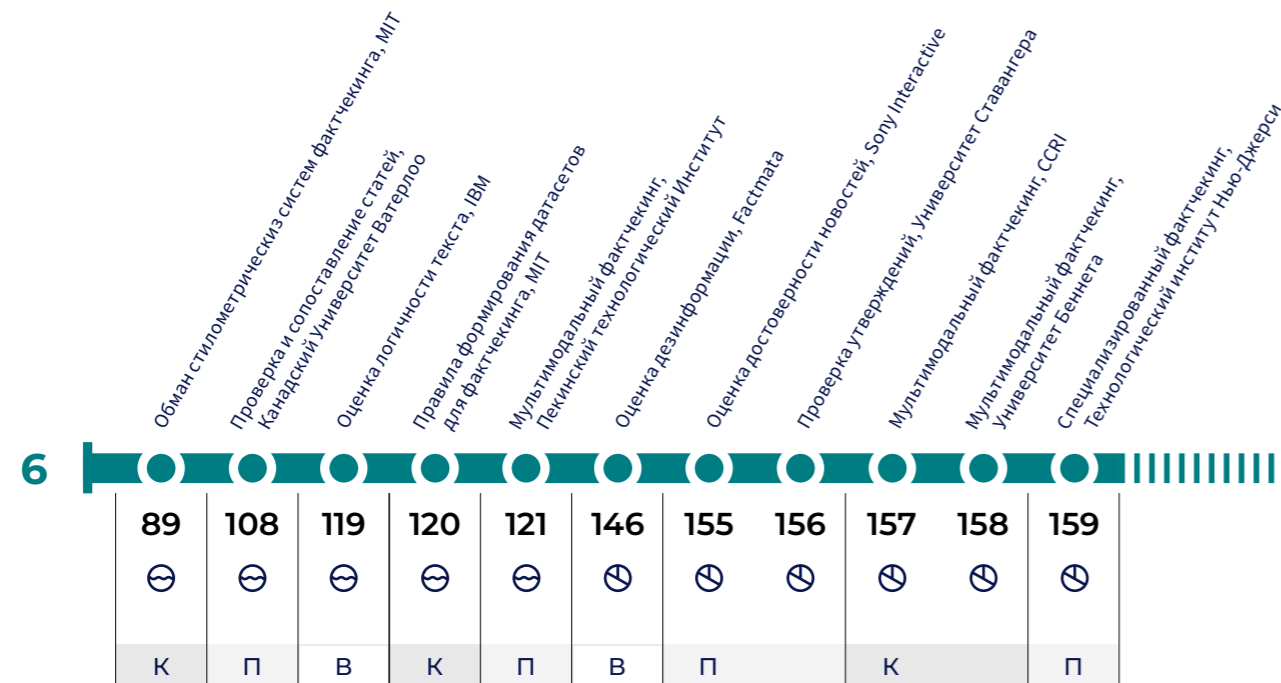 Обман стилометрическиз систем фактчекинга, MIT
Проверка и сопоставление статей,
Канадский Университет Ватерлоо
Оценка логичности текста, IBM
Правила формирования датасетов
для фактчекинга, MIT
Мультимодальный фактчекинг,
Пекинский технологический Институт
Оценка дезинформации, Factmata
Оценка достоверности новостей, Sony Interactive
Проверка утверждений, Университет Ставангера
Мультимодальный фактчекинг, CCRI
Мультимодальный фактчекинг,
Университет Беннета
Специализированный фактчекинг,
Технологический институт Нью-Джерси
6
89 108 119 120 121 146 155 156 157 158 159
К П В К П В П К П